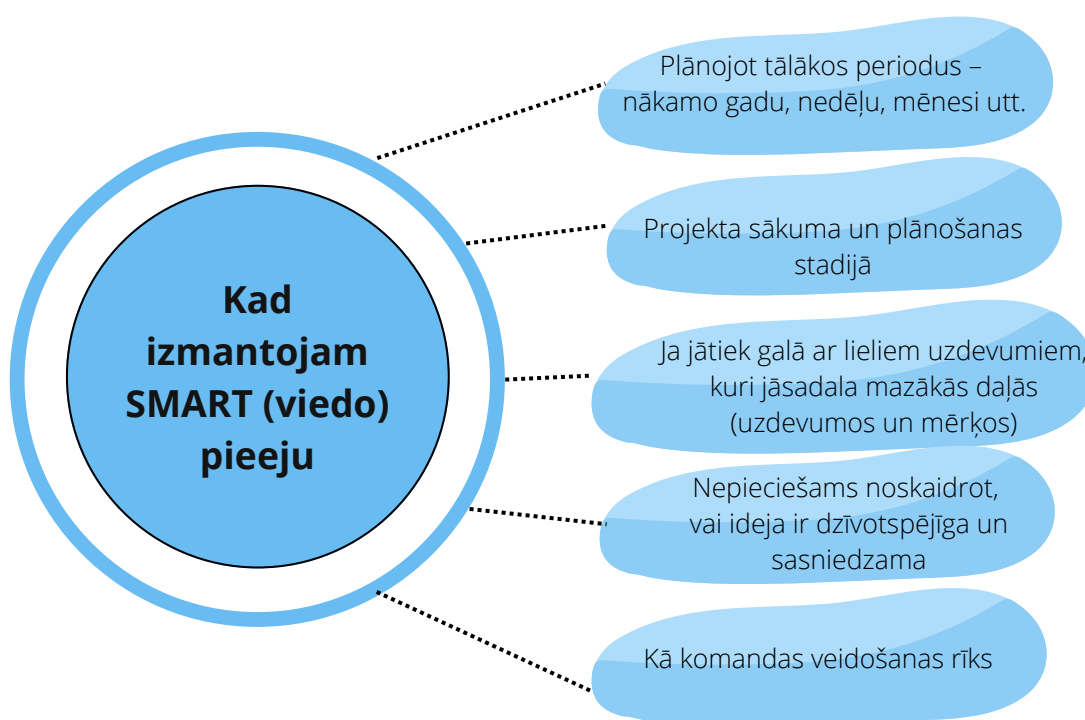 Kad
izmantojam
SMART (viedo)
pieeju
Plānojot tālākos periodus –
nākamo gadu, nedēļu, mēnesi utt.
Projekta sākuma un plānošanas
stadijā
Ja jātiek galā ar lieliem uzdevumiem,
kuri jāsadala mazākās daļās
(uzdevumos un mērķos)
Nepieciešams noskaidrot,
vai ideja ir dzīvotspējīga un
sasniedzama
Kā komandas veidošanas rīks